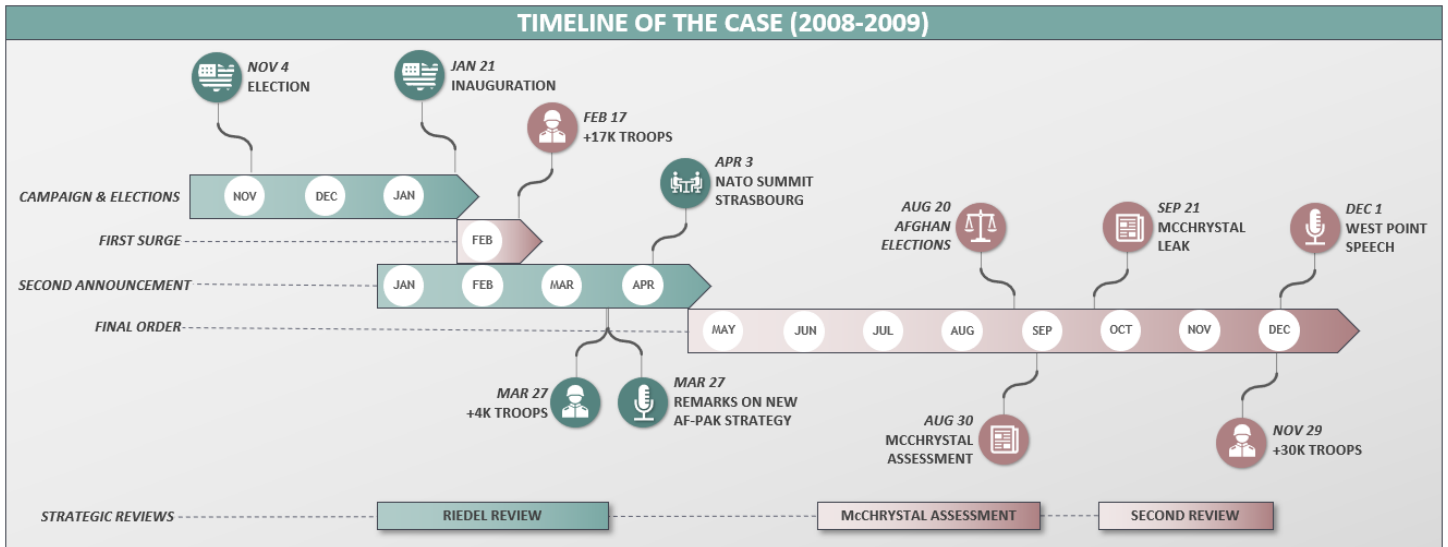 TIMELINE OF THE CASE (2008-2009)
NOV 4
ELECTION
JAN 21
INAUGURATION
FEB 17
+17K TROOPS
APR 3
NATO SUMMIT
STRASBOURG
AUG 20
AFGHAN
ELECTIONS
SEP 21
MCCHRYSTAL
LEAK
DEC 1
WEST POINT
SPEECH
CAMPAIGN & ELECTIONS
NOV DEC JAN
FIRST SURGE
FEB
SECOND ANNOUNCEMENT
JAN FEB MAR APR
FINAL ORDER
MAY JUN JUL AUG SEP OCT NOV DEC
MAR 27
+4K TROOPS
MAR 27
REMARKS ON NEW
AF-PAK STRATEGY
AUG 30
MCCHRYSTAL
ASSESSMENT
NOV 29
+30K TROOPS
STRATEGIC REVIEWS
RIEDEL REVIEW
McCHRYSTAL ASSESSMENT
SECOND REVIEW